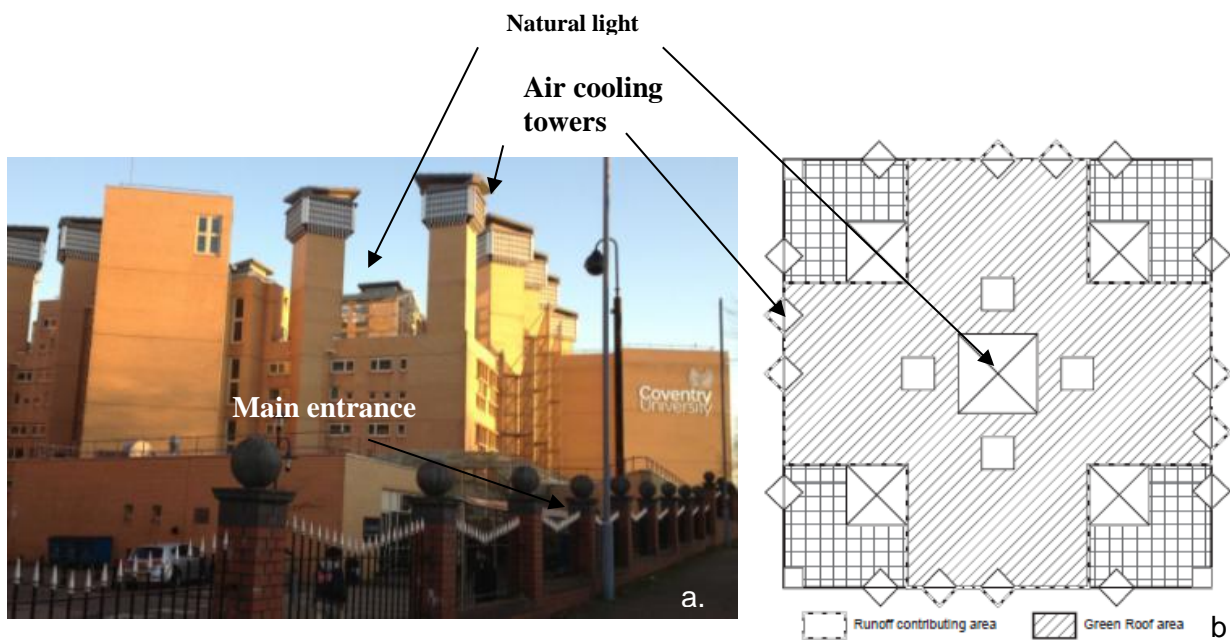 Natural light
Air cooling
towers
Main entrance
Coventry
University
a.
Runoff contributing area
Green Roof area
b